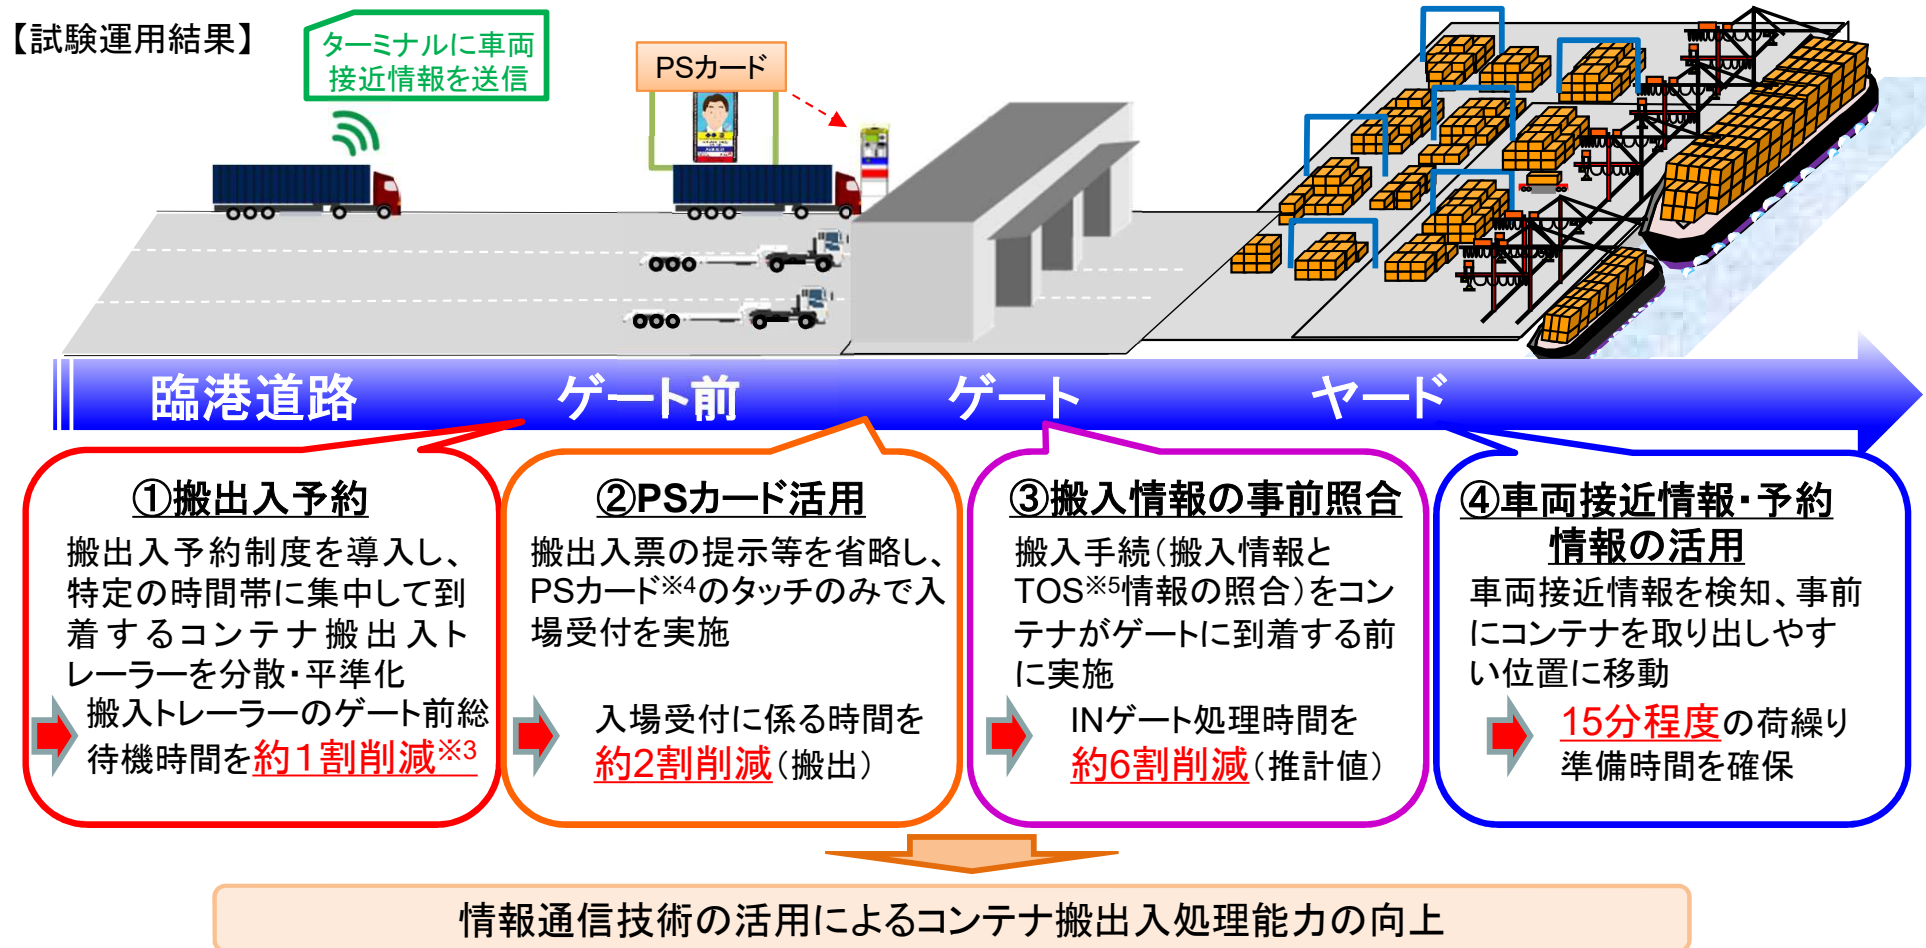 【試験運用結果】
ターミナルに車両
接近情報を送信
PSカード
臨港道路
ゲート前
ゲート
ヤード
①搬出入予約
搬出入予約制度を導入し、
特定の時間帯に集中して到
着するコンテナ搬出入ト
レーラーを分散・平準化
搬入トレーラーのゲート前総
待機時間を約1割削減※3
②PSカード活用
搬出入票の提示等を省略し、
PSカード※4のタッチのみで入
場受付を実施
入場受付に係る時間を
約2割削減（搬出）
③搬入情報の事前照合
搬入手続（搬入情報と
TOS※5情報の照合）をコン
テナがゲートに到着する前
に実施
INゲート処理時間を
約6割削減（推計値）
④車両接近情報・予約
情報の活用
車両接近情報を検知、事前
にコンテナを取り出しやす
い位置に移動
15分程度の荷繰り
準備時間を確保
情報通信技術の活用によるコンテナ搬出入処理能力の向上